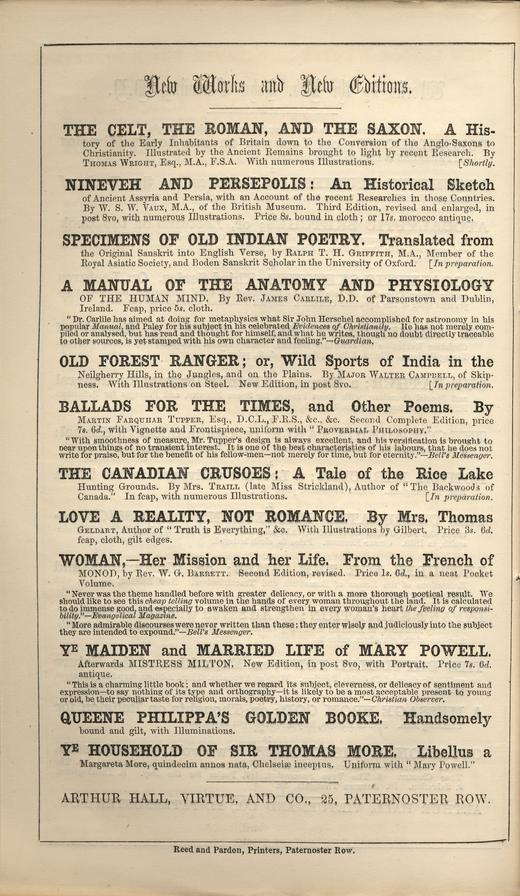 New Works and New Editions.
THE CELT, THE ROMAN, AND THE SAXON. A His-
tory of the Early Inhabitants of Britain down to the Conversion of the Anglo-Saxons to
Christianity. Illustrated by the Ancient Remains brought to light by recent Research. By
THOMAS WRIGHT, Esq., M.A., F.S.A. With numerous Illustrations. [Shortly.
NINEVEH AND PERSEPOLIS: An Historical Sketch
of Ancient Assyria and Persia, with an Account of the recent Researches in those Countries.
By W. S. W. VAUX, M.A., of the British Museum. Third Edition, revised and enlarged, in
post 8vo, with numerous Illustrations. Price 8s. bound in cloth; or 17s. morocco antique.
SPECIMENS OF OLD INDIAN POETRY. Translated from
the Original Sanskrit into English Verse, by RALPH T. H. GRIFFITH, M.A., Member of the
Royal Asiatic Society, and Boden Sanskrit Scholar in the University of Oxford. [In preparation.
A MANUAL OF THE ANATOMY AND PHYSIOLOGY
OF THE HUMAN MIND. By Rev. JAMES CARLILE, D.D. of Parsonstown and Dublin,
Ireland. Fcap, price 5s. cloth.
"Dr. Carlile has aimed at doing for metaphysics what Sir John Herschel accomplished for astronomy in his
popular Manual, and Paley for his subject in his celebrated Evidences of Christianity. He has not merely com-
piled or analysed, but has read and thought for himself, and what he writes, though no doubt directly traceable
to other sources, is yet stamped with his own character and feeling."—Guardian.
OLD FOREST RANGER; or, Wild Sports of India in the
Neilgherry Hills, in the Jungles, and on the Plains. By MAJOR WALTER CAMPBELL, of Skip-
ness. With Illustrations on Steel. New Edition, in post 8vo. [In preparation.
BALLADS FOR THE TIMES, and Other Poems. By
MARTIN FARQUHAR TUPPER, Esq., D.C.L., F.R.S., &c., &c. Second Complete Edition, price
7s. 6d., with Vignette and Frontispiece, uniform with "PROVERBIAL PHILOSOPHY."
"With smoothness of measure, Mr. Tupper's design is always excellent, and his versification is brought to
bear upon things of no transient interest. It is one of the best characteristics of his labours, that he does not
write for praise, but for the benefit of his fellow-men—not merely for time, but for eternity."—Bell's Messenger.
THE CANADIAN CRUSOES: A Tale of the Rice Lake
Hunting Grounds. By Mrs. TRAILL (late Miss Strickland), Author of "The Backwoods of
Canada." In fcap, with numerous Illustrations. [In preparation.
LOVE A REALITY, NOT ROMANCE. By Mrs. Thomas
GELDART, Author of "Truth is Everything," &c. With Illustrations by Gilbert. Price 3s. 6d.
fcap, cloth, gilt edges.
WOMAN,—Her Mission and her Life. From the French of
MONOD, by Rev. W. G. BARRETT. Second Edition, revised. Price 1s. 6d., in a neat Pocket
Volume.
"Never was the theme handled before with greater delicacy, or with a more thorough poetical result. We
should like to see this cheap telling volume in the hands of every woman throughout the land. It is calculated
to do immense good, and especially to awaken and strengthen in every woman's heart the feeling of responsi-
bility."—Evangelical Magazine.
"More admirable discourses were never written than these: they enter wisely and judiciously into the subject
they are intended to expound."—Bell's Messenger.
YE MAIDEN and MARRIED LIFE of MARY POWELL.
Afterwards MISTRESS MILTON. New Edition, in post 8vo, with Portrait. Price 7s. 6d.
antique.
"This is a charming little book; and whether we regard its subject, cleverness, or delicacy of sentiment and
expression—to say nothing of its type and orthography—it is likely to be a most acceptable present to young
or old, be their peculiar taste for religion, morals, poetry, history, or romance."—Christian Observer.
QUEENE PHILIPPA'S GOLDEN BOOKE. Handsomely
bound and gilt, with Illuminations.
YE HOUSEHOLD OF SIR THOMAS MORE. Libellus a
Margareta More, quindecim annos nata, Chelseiæ inceptus. Uniform with "Mary Powell."
ARTHUR HALL, VIRTUE, AND CO., 25, PATERNOSTER ROW.
Reed and Pardon, Printers, Paternoster Row.